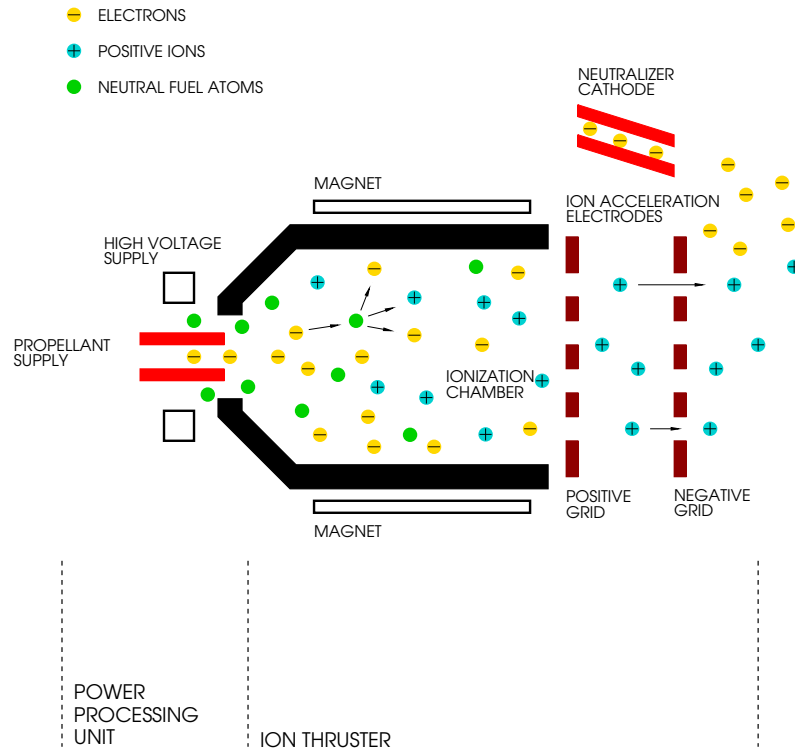 ELECTRONS
POSITIVE IONS
NEUTRAL FUEL ATOMS
NEUTRALIZER
CATHODE
MAGNET
ION ACCELERATION
ELECTRODES
HIGH VOLTAGE
SUPPLY
PROPELLANT
SUPPLY
IONIZATION
CHAMBER
POSITIVE
GRID
NEGATIVE
GRID
MAGNET
POWER
PROCESSING
UNIT
ION THRUSTER